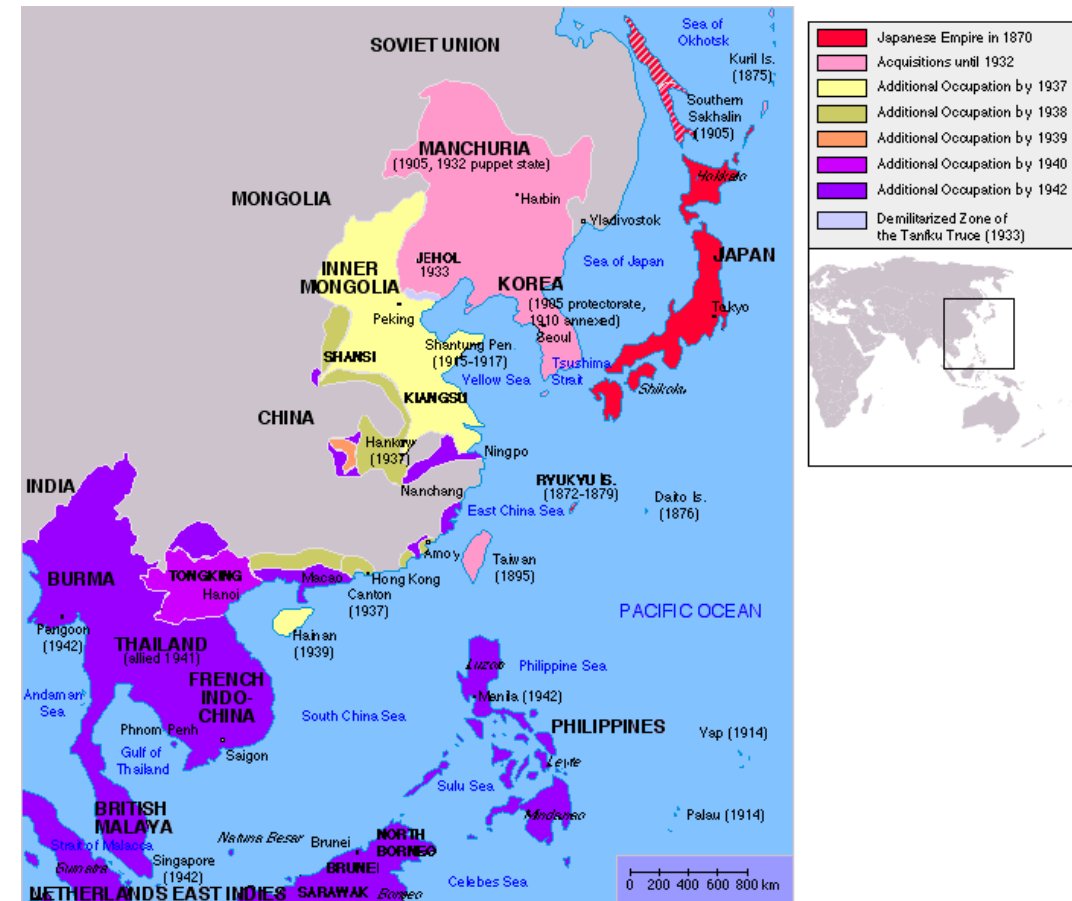 SOVIET UNION
Sea of
Okhotsk
Kuril Is.
(1875)
Southern
Sakhalin
(1905)
MANCHURIA
(1905, 1932 puppet state)
Hokkaido
Harbin
MONGOLIA
Vladivostok
JEHOL
1933
Sea of Japan
JAPAN
INNER
MONGOLIA
KOREA
(1905 protectorate,
1910 annexed)
Tokyo
Peking
Seoul
Shantung Pen.
(1915-1917)
SHANSI
Tsushima
Strait
Yellow Sea
Shikoku
KIANGSU
CHINA
Hankow
(1937)
Ningpo
Nanchang
RYUKYU IS.
(1872-1879)
Daito Is.
(1876)
INDIA
East China Sea
Amoy
Taiwan
(1895)
BURMA
TONGKING
Hanoi
Macao
Hong Kong
Canton
(1937)
PACIFIC OCEAN
Rangoon
(1942)
Hainan
(1939)
THAILAND
(allied 1941)
Luzon
Philippine Sea
FRENCH
INDO-
CHINA
Andaman
Sea
Manila (1942)
South China Sea
PHILIPPINES
Yap (1914)
Phnom Penh
Saigon
Gulf of
Thailand
Leyte
Sulu Sea
BRITISH
MALAYA
Mindanao
Palau (1914)
Natuna Besar
Brunei
NORTH
BORNEO
Strait of Malacca
Sumatra
Singapore
(1942)
BRUNEI
Celebes Sea
NETHERLANDS EAST INDIES
SARAWAK
Borneo
0 200 400 600 800 km
Japanese Empire in 1870
Acquisitions until 1932
Additional Occupation by 1937
Additional Occupation by 1938
Additional Occupation by 1939
Additional Occupation by 1940
Additional Occupation by 1942
Demilitarized Zone of
the Tanfku Truce (1933)